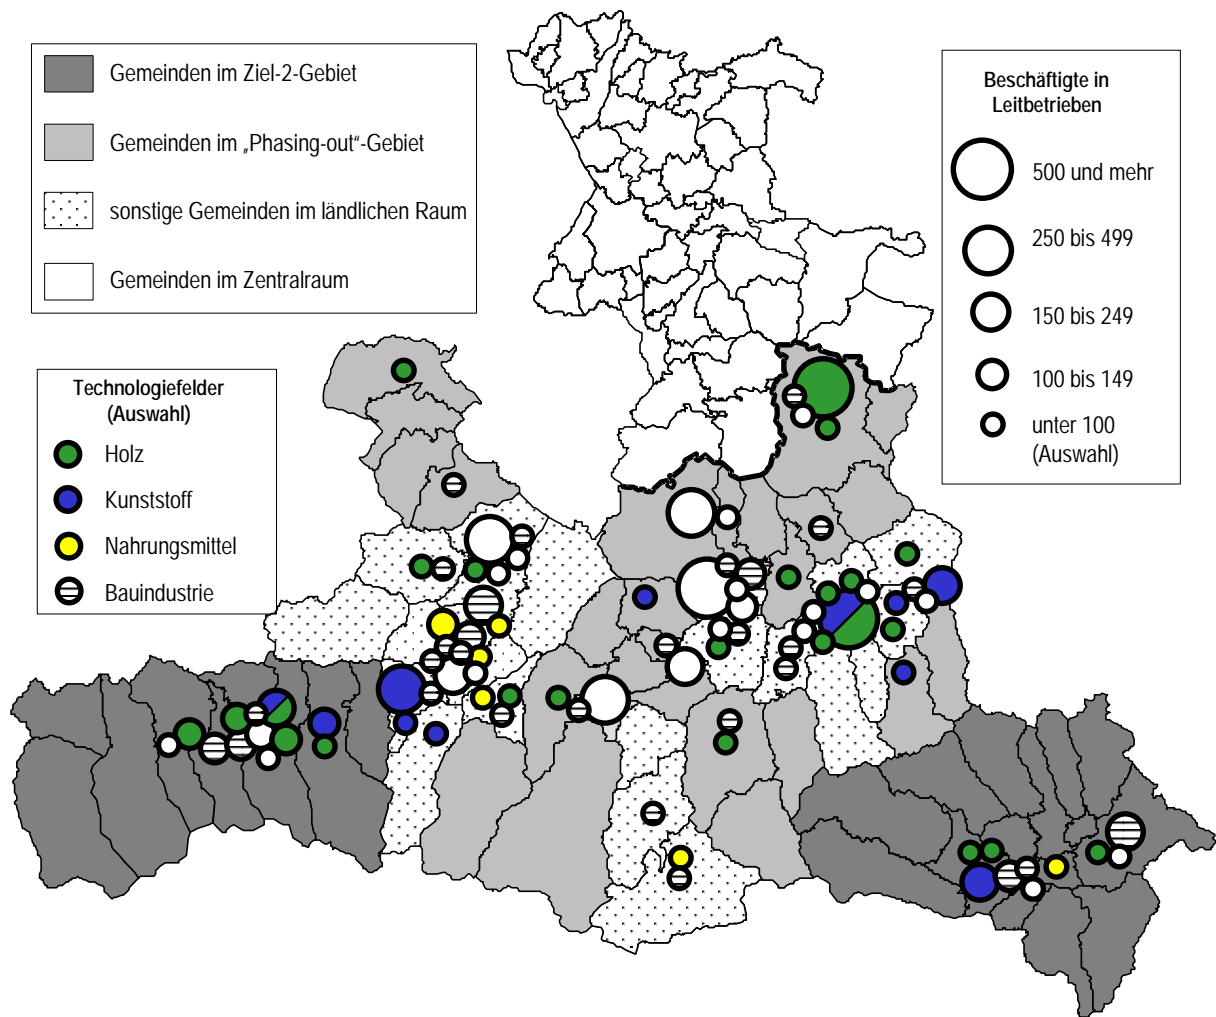 Gemeinden im Ziel-2-Gebiet
Gemeinden im „Phasing-out“-Gebiet
sonstige Gemeinden im ländlichen Raum
Gemeinden im Zentralraum
Beschäftigte in
Leitbetrieben
500 und mehr
250 bis 499
150 bis 249
100 bis 149
unter 100
(Auswahl)
Technologiefelder
(Auswahl)
Holz
Kunststoff
Nahrungsmittel
Bauindustrie